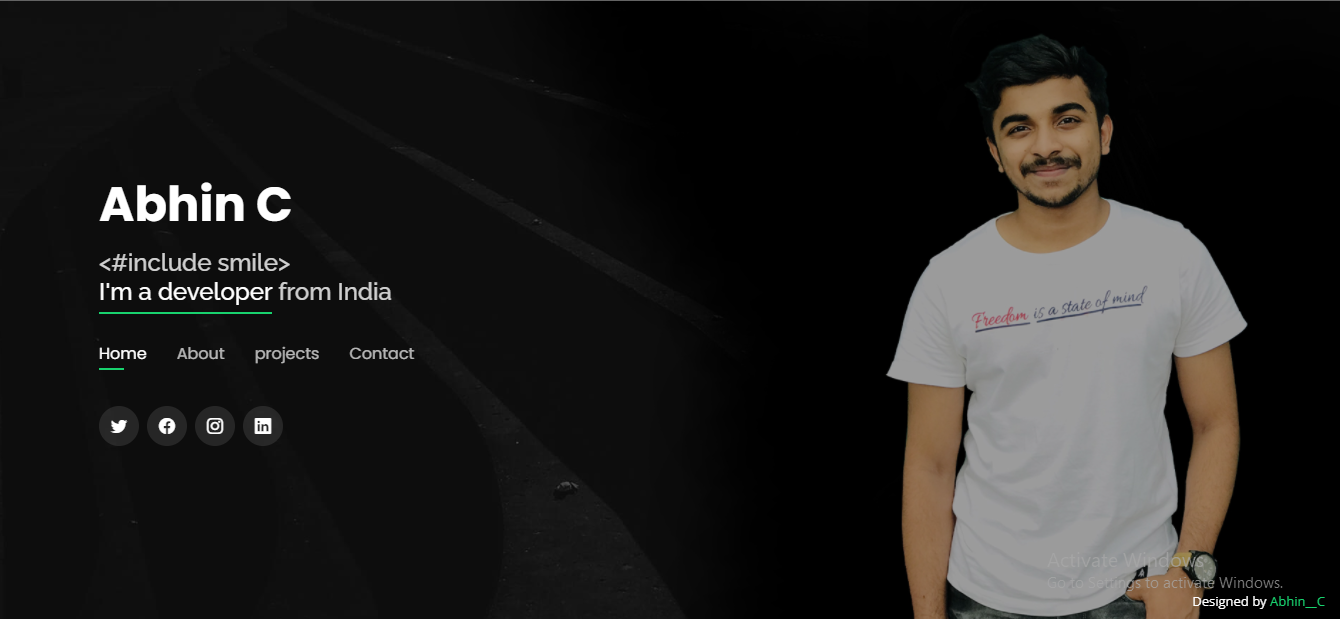 Abhin C
<#include smile>
I'm a developer from India
Home About projects Contact
Freedom is a state of mind
Activate Windows
Go to Settings to activate Windows.
Designed by Abhin__C